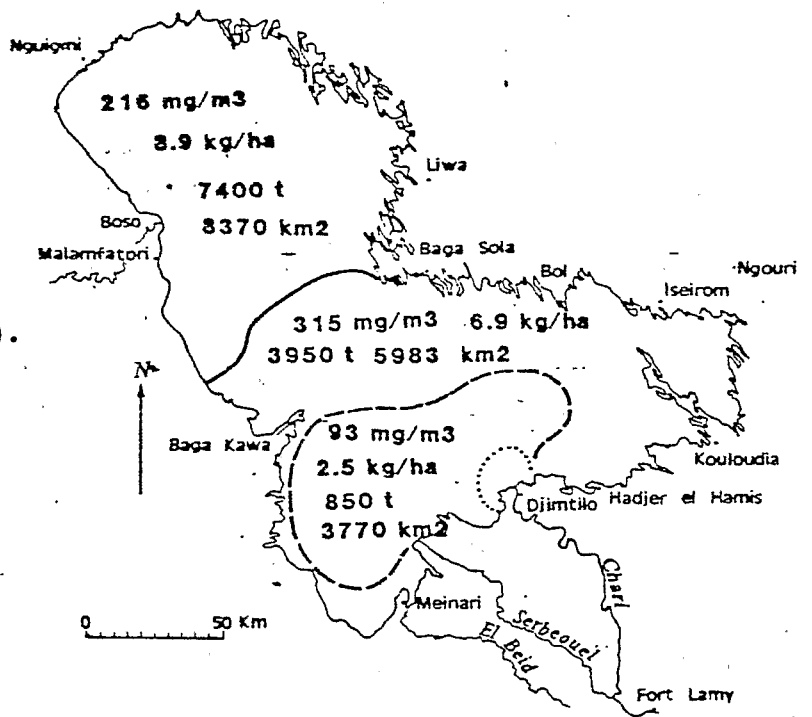 Nguigmi
216 mg/m3
8.9 kg/ha
7400 t
8370 km2
Liwa
Boso
Malamfatori
Baga Sola
Bol
Ngouri
Iseirom
315 mg/m3 6.9 kg/ha
3950 t 5983 km2
N
Baga Kawa
93 mg/m3
2.5 kg/ha
850 t
3770 km2
Kouloudia
Djimtilo Hadjer el Hamis
Chari
Meinari
Serbeouel
El Beid
0 50 Km
Fort Lamy